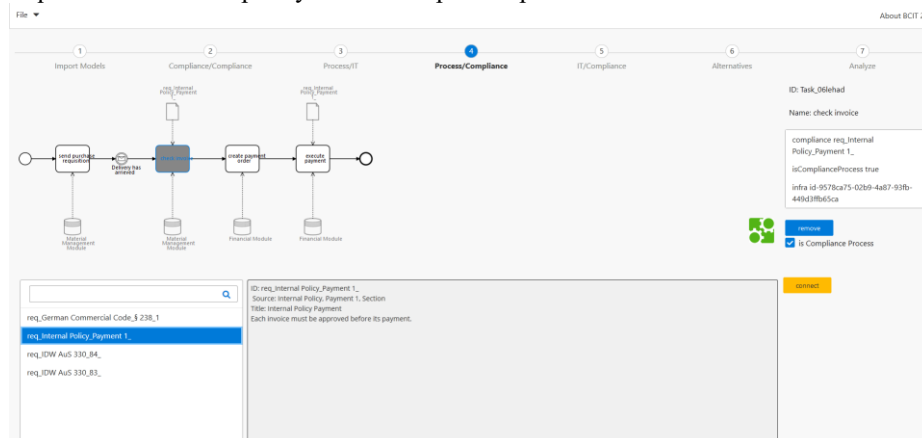 File
About BCIT 2
1
2
3
4
5
6
7
Import Models
Compliance/Compliance
Process/IT
Process/Compliance
IT/Compliance
Alternatives
Analyze
req_Internal
Policy_Payment
req_Internal
Policy_Payment
send purchase
requisition
Delivery has
arrived
check invoice
create payment
order
execute
payment
Material
Management
Module
Material
Management
Module
Financial Module
Financial Module
ID: Task_06lehad
Name: check invoice
compliance req_Internal
Policy_Payment 1_
isComplianceProcess true
infra id-9578ca75-02b9-4a87-93fb-
449d3ffb65ca
remove
is Compliance Process
connect
req_German Commercial Code_§ 238_1
req_Internal Policy_Payment 1_
req_IDW AuS 330_84_
req_IDW AuS 330_83_
ID: req_Internal Policy_Payment 1_
Source: Internal Policy, Payment 1, Section
Title: Internal Policy Payment
Each invoice must be approved before its payment.